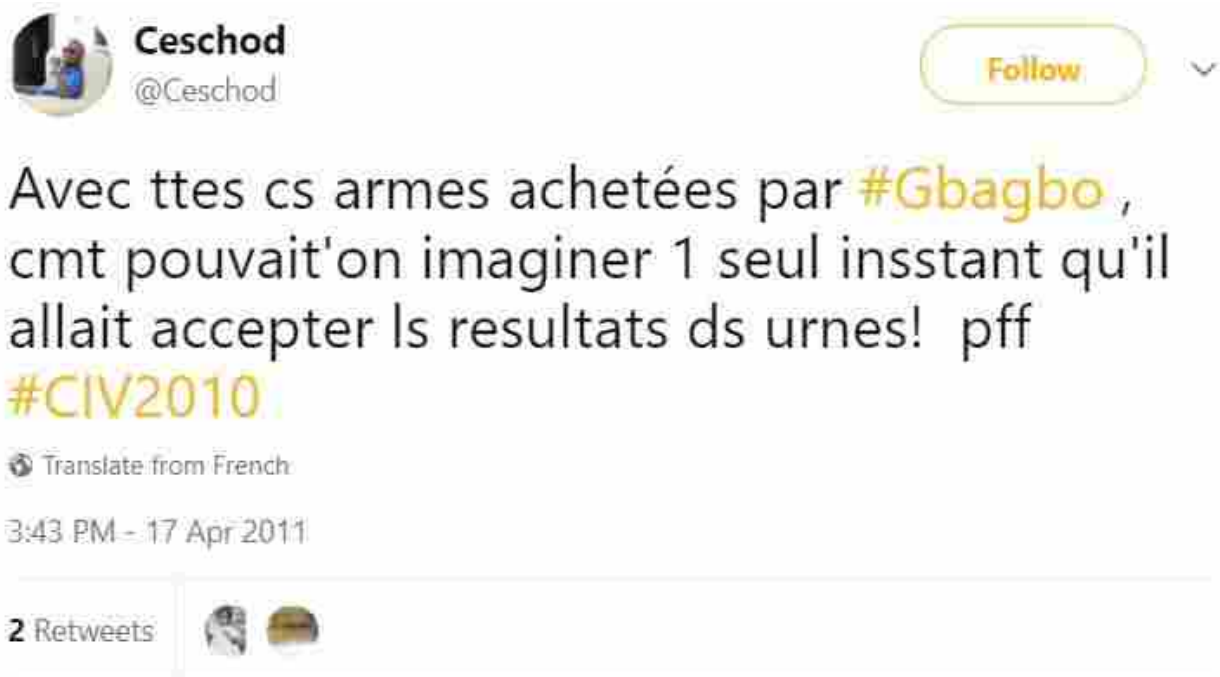 Ceschod
@Ceschod
Follow
Avec ttes cs armes achetées par #Gbagbo ,
cmt pouvait'on imaginer 1 seul insstant qu'il
allait accepter ls resultats ds urnes!  pff
#CIV2010
Translate from French
3:43 PM - 17 Apr 2011
2 Retweets